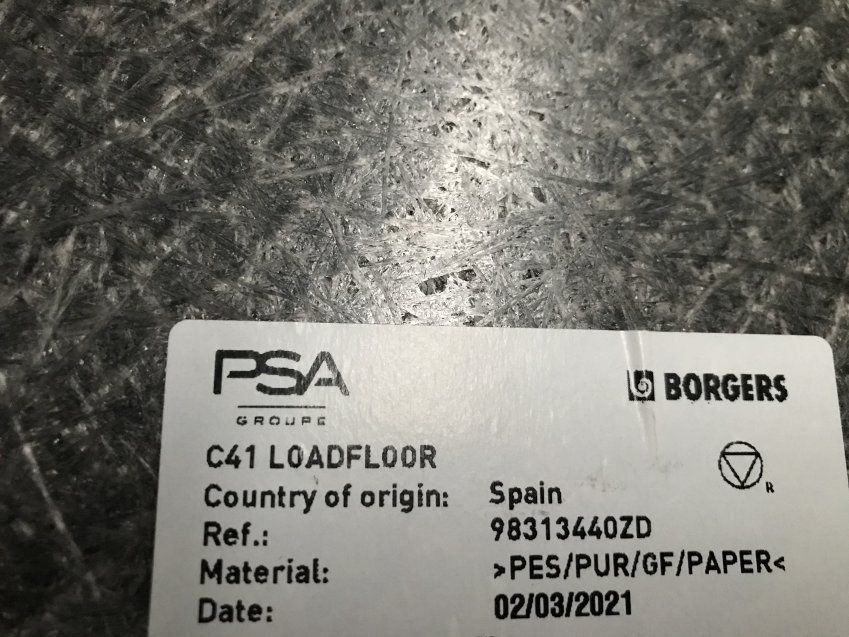 PSA
GROUPE
BORGERS
C41 LOADFLOOR
R
Country of origin: Spain
Ref.: 98313440ZD
Material: >PES/PUR/GF/PAPER<
Date: 02/03/2021